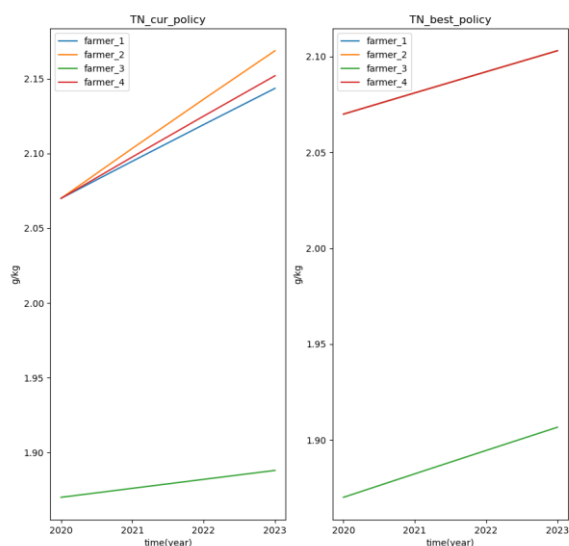 TN_cur_policy
farmer_1
farmer_2
farmer_3
farmer_4
2.15
2.10
2.05
2.00
1.95
1.90
g/kg
2020 2021 2022 2023
time(year)
TN_best_policy
farmer_1
farmer_2
farmer_3
farmer_4
2.10
2.05
2.00
1.95
1.90
g/kg
2020 2021 2022 2023
time(year)